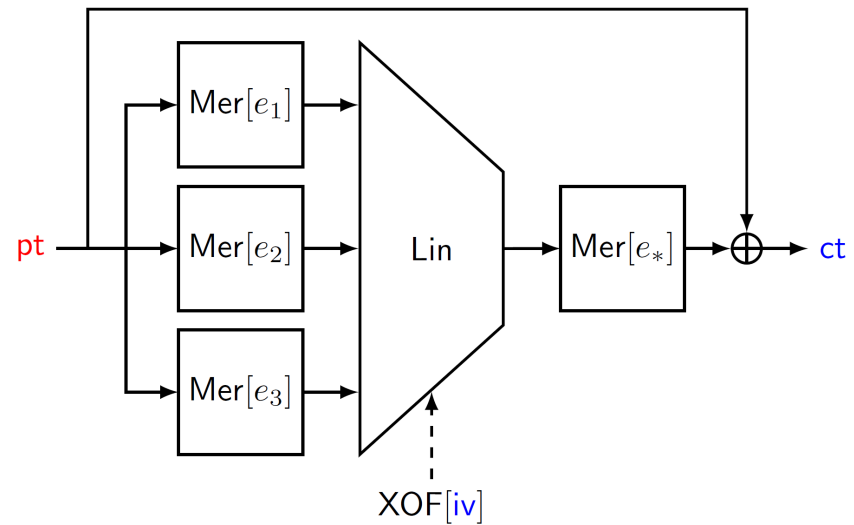 Mer[e₁]
pt
Mer[e₂]
Lin
Mer[e∗]
ct
Mer[e₃]
XOF[iv]